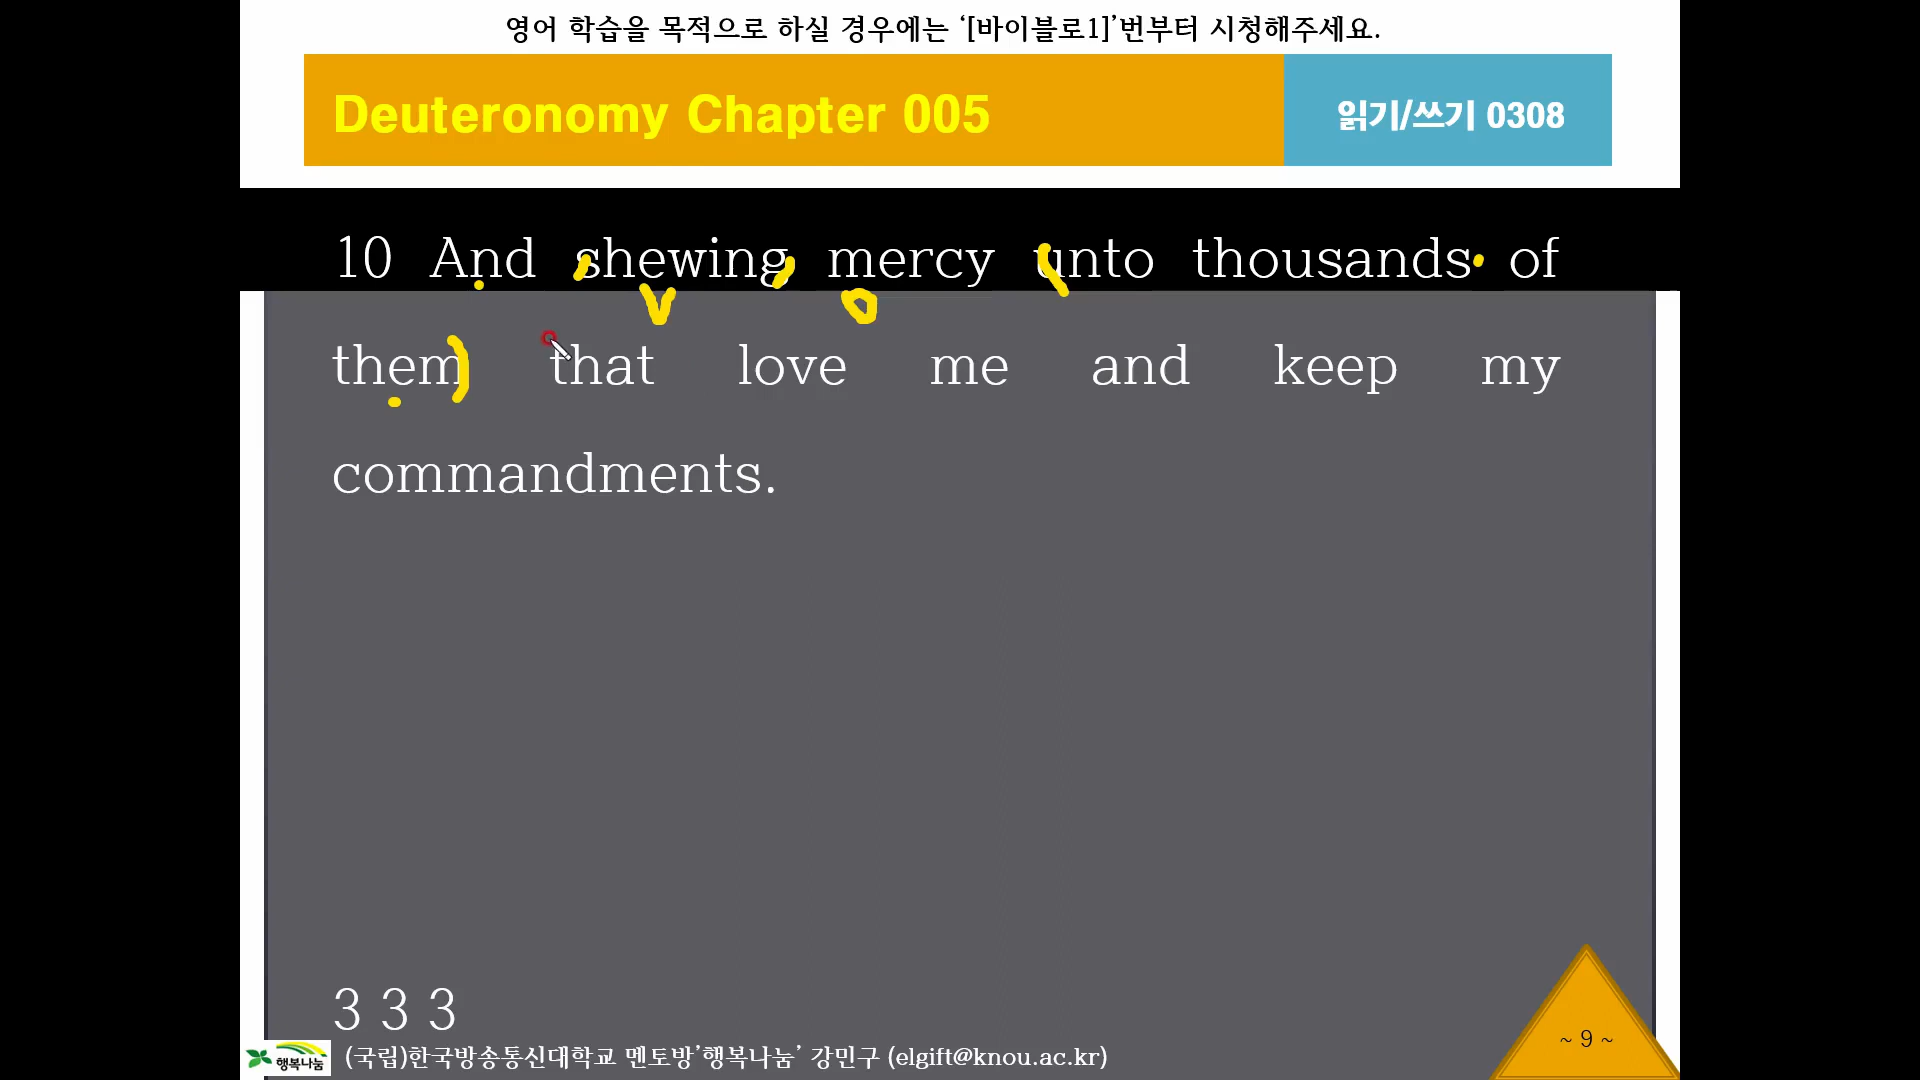 영어 학습을 목적으로 하실 경우에는 ‘[바이블로1]’번부터 시청해주세요.
Deuteronomy Chapter 005
읽기/쓰기 0308
10 And shewing mercy unto thousands of
them that love me and keep my
commandments.
3 3 3
~ 9 ~
행복나눔
(국립)한국방송통신대학교 멘토방’행복나눔’ 강민구 (elgift@knou.ac.kr)